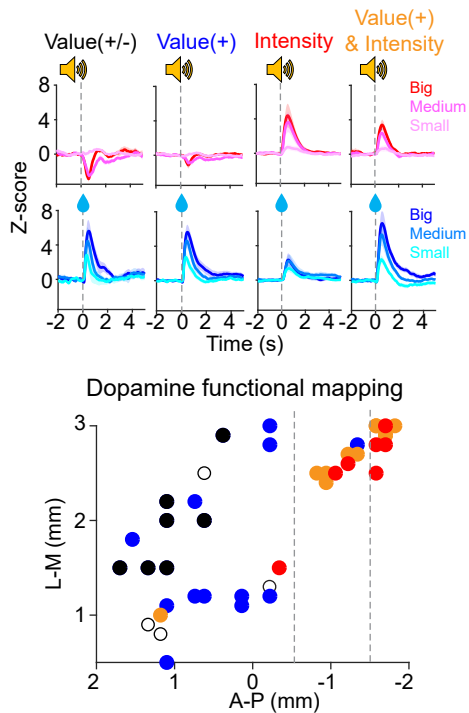 Value(+/-) Value(+) Intensity Value(+) & Intensity
Z-score
8
4
0
Big
Medium
Small
Big
Medium
Small
8
4
0
-2 0 2 4 -2 0 2 4 -2 0 2 4 -2 0 2 4
Time (s)
Dopamine functional mapping
L-M (mm)
3
2
1
2 1 0 -1 -2
A-P (mm)